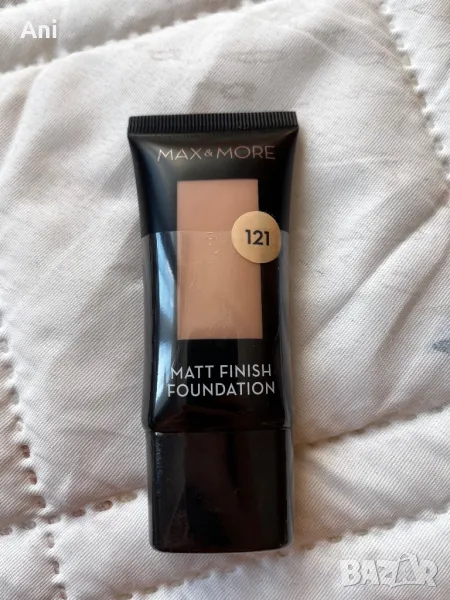 Ani
MAX & MORE
121
MATT FINISH
FOUNDATION
BAZAR